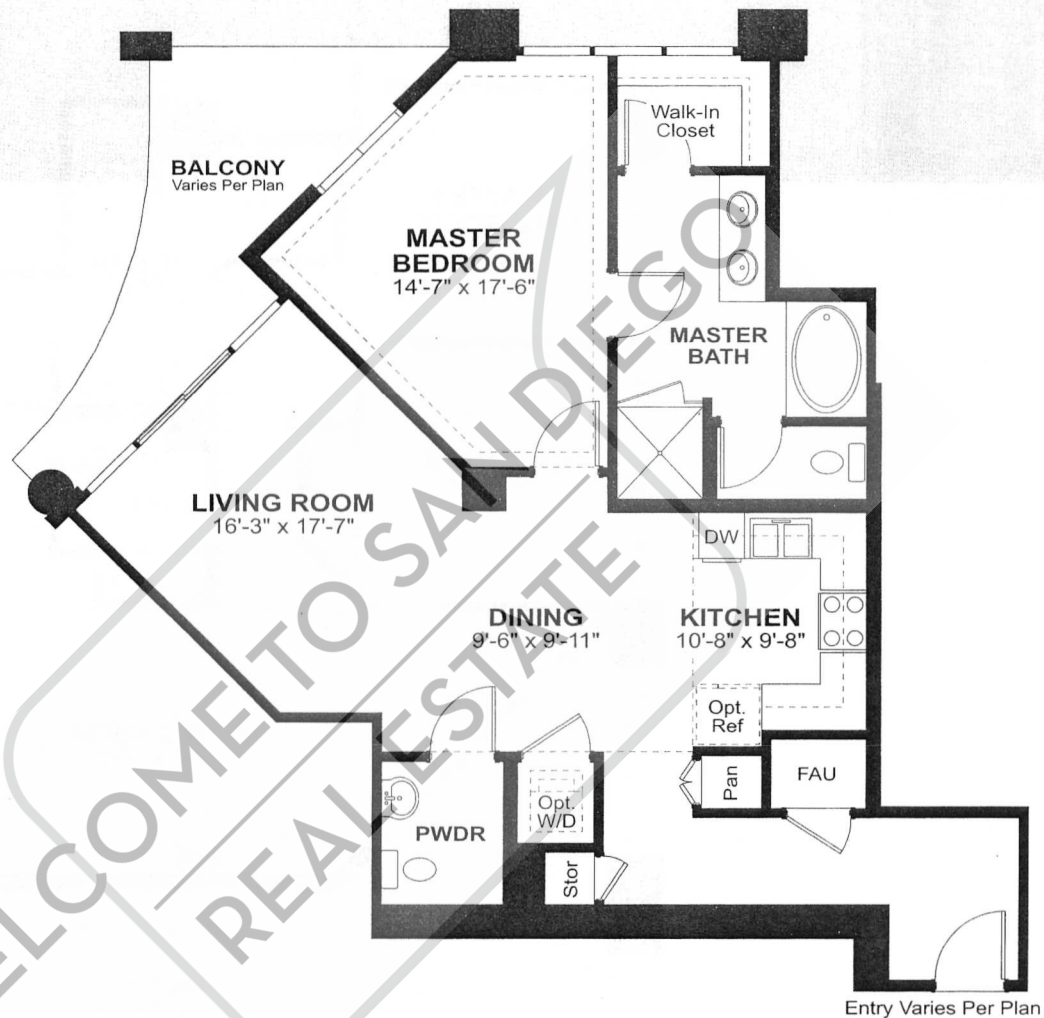 Walk-In
Closet
BALCONY
Varies Per Plan
MASTER
BEDROOM
14'-7" x 17'-6"
MASTER
BATH
LIVING ROOM
16'-3" x 17'-7"
DW
DINING
9'-6" x 9'-11"
KITCHEN
10'-8" x 9'-8"
Opt.
Ref
Pan
FAU
Opt.
W/D
PWDR
Stor
Entry Varies Per Plan
ELCOME TO SAN DIEGO
REAL ESTATE